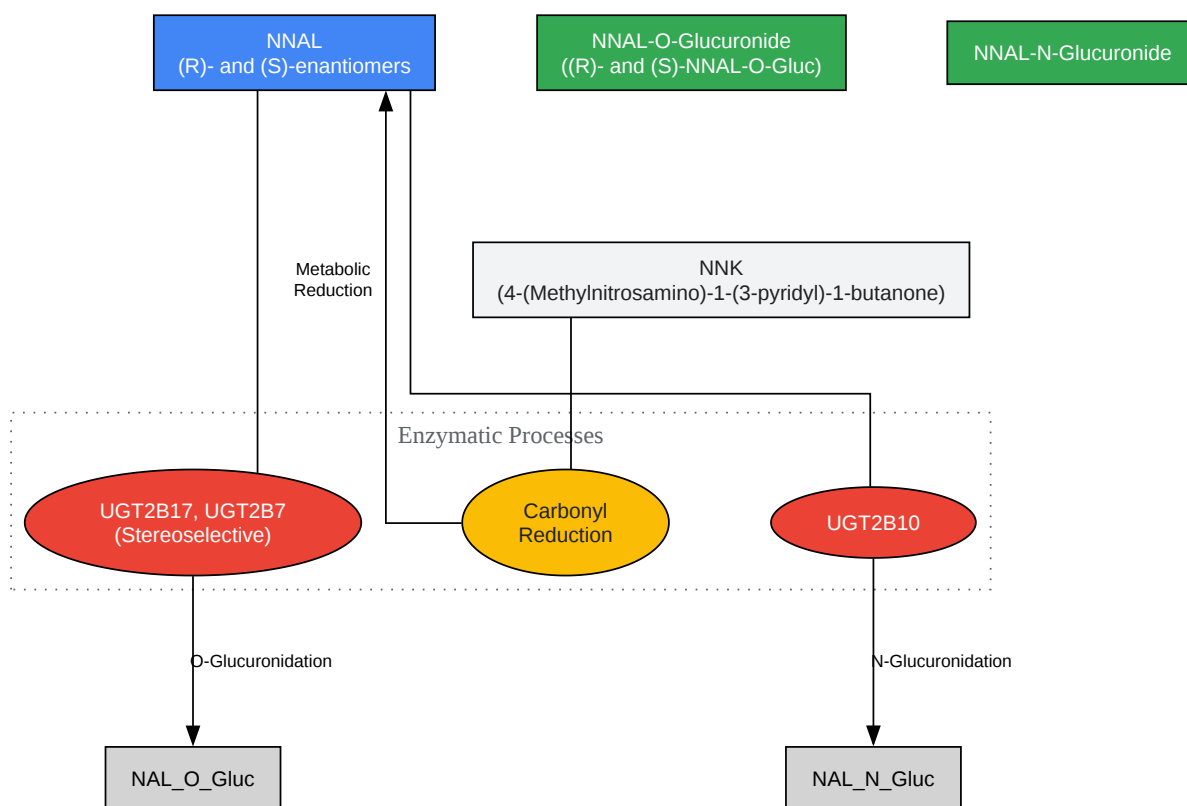 NNAL
(R)- and (S)-enantiomers
NNAL-O-Glucuronide
((R)- and (S)-NNAL-O-Gluc)
NNAL-N-Glucuronide
Metabolic
Reduction
NNK
(4-(Methylnitrosamino)-1-(3-pyridyl)-1-butanone)
Enzymatic Processes
UGT2B17, UGT2B7
(Stereoselective)
Carbonyl
Reduction
UGT2B10
O-Glucuronidation
N-Glucuronidation
NAL_O_Gluc
NAL_N_Gluc